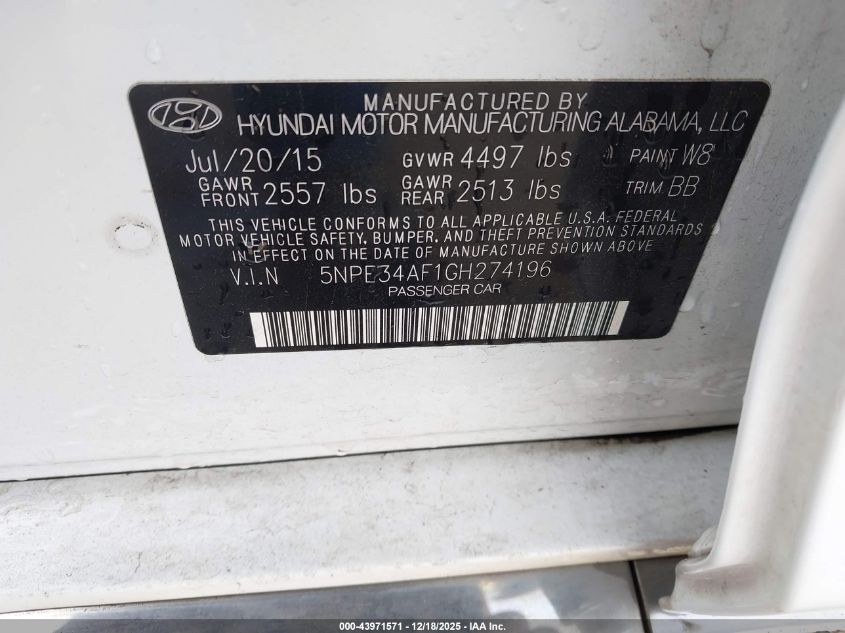 MANUFACTURED BY
HYUNDAI MOTOR MANUFACTURING ALABAMA, LLC
Jul/20/15 GVWR 4497 lbs PAINT W8
GAWR FRONT 2557 lbs GAWR REAR 2513 lbs TRIM BB
THIS VEHICLE CONFORMS TO ALL APPLICABLE U.S.A. FEDERAL
MOTOR VEHICLE SAFETY, BUMPER, AND THEFT PREVENTION STANDARDS
IN EFFECT ON THE DATE OF MANUFACTURE SHOWN ABOVE.
V.I.N 5NPE34AF1GH274196
PASSENGER CAR
000-43971571 - 12/18/2025 - IAA Inc.